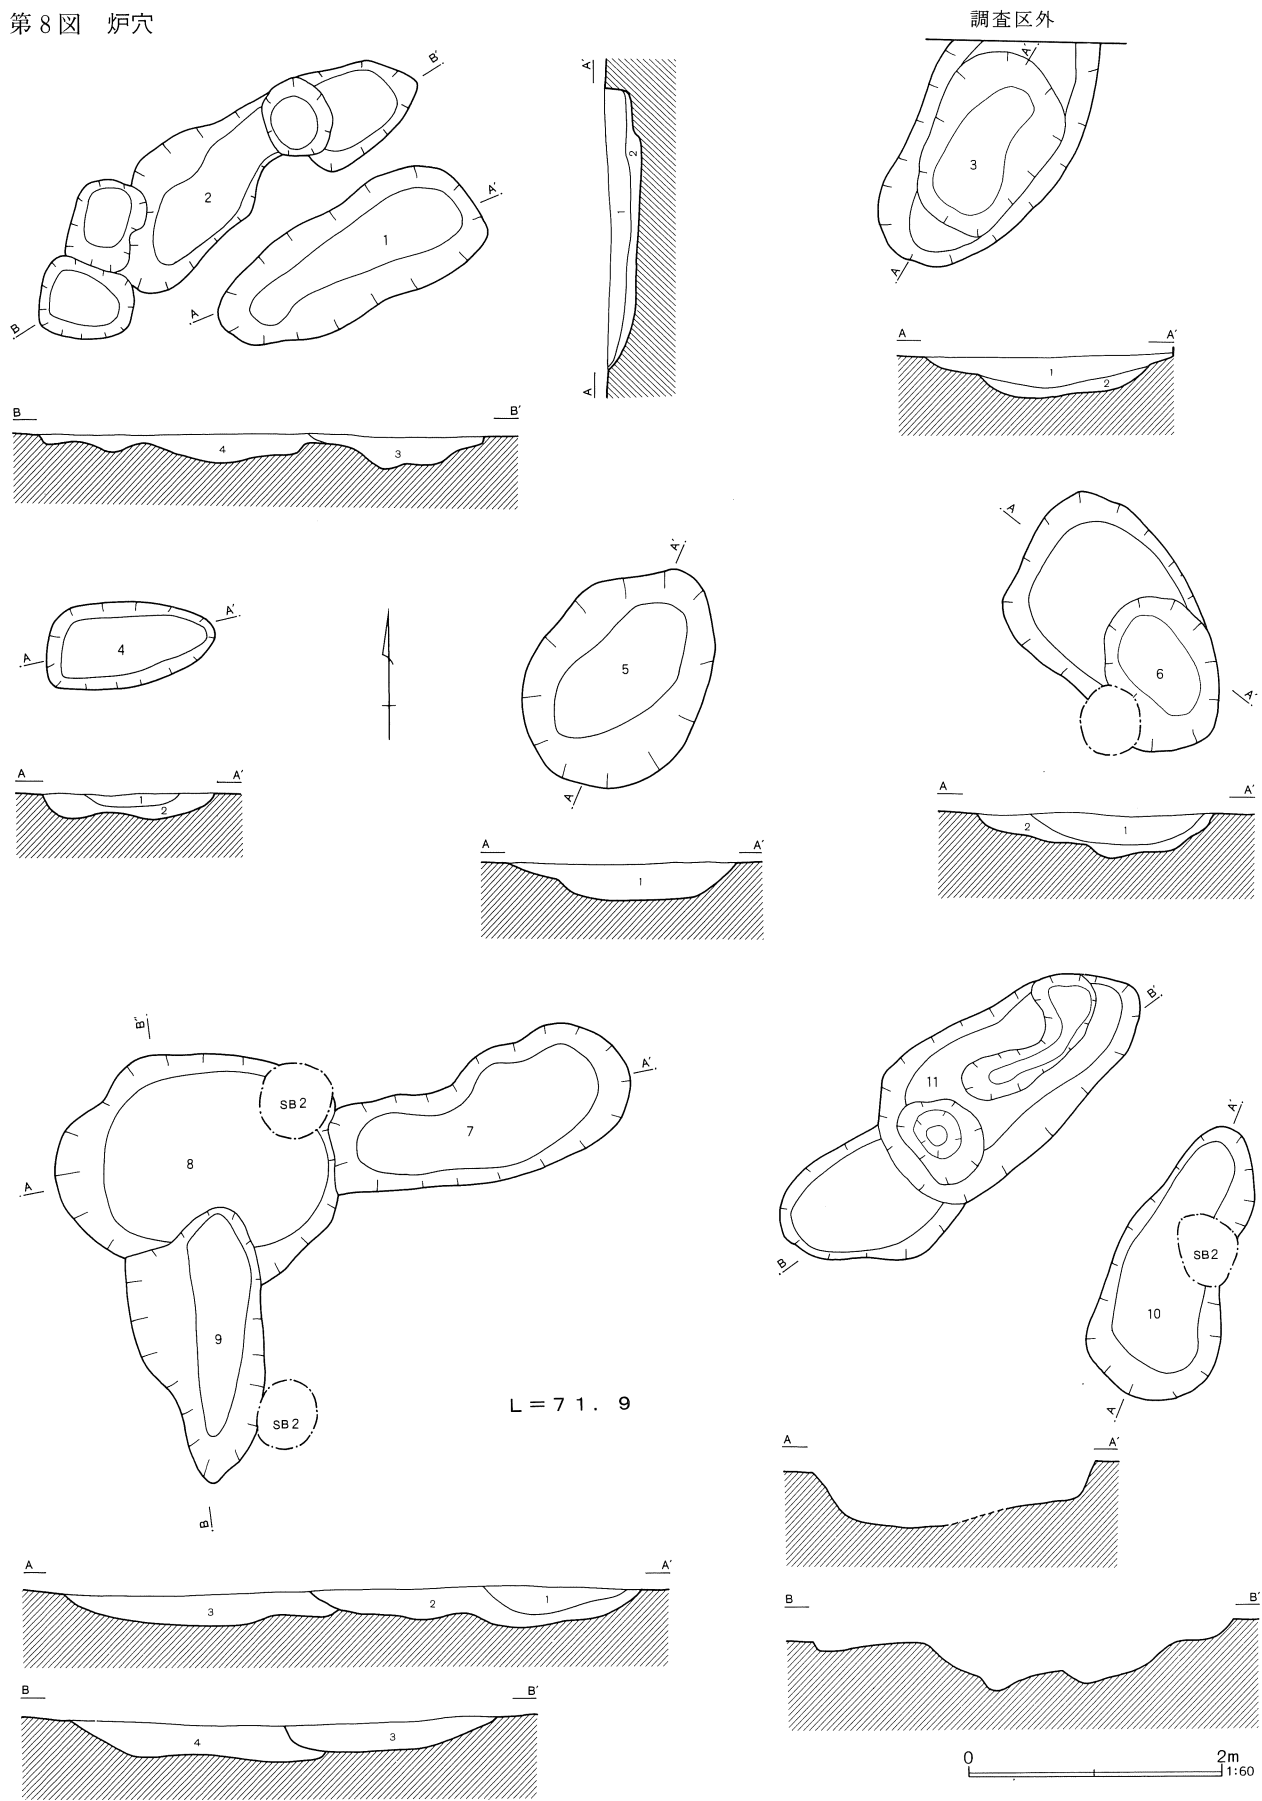 第8図 炉穴
調査区外
B′
A′
2
1
A
B
A′
1
2
A
A′
3
A
A
A′
1
2
B
B′
4
3
A
A′
4
A
A′
1
2
A′
5
A
A
A′
1
A
6
A′
A
A′
2
1
B″
SB2
A′
7
8
A
9
SB2
B
L=71.9
B′
11
B
A′
SB2
10
A
A
A′
A
A′
3
2
1
B
B′
B
B′
4
3
0
2m
1:60